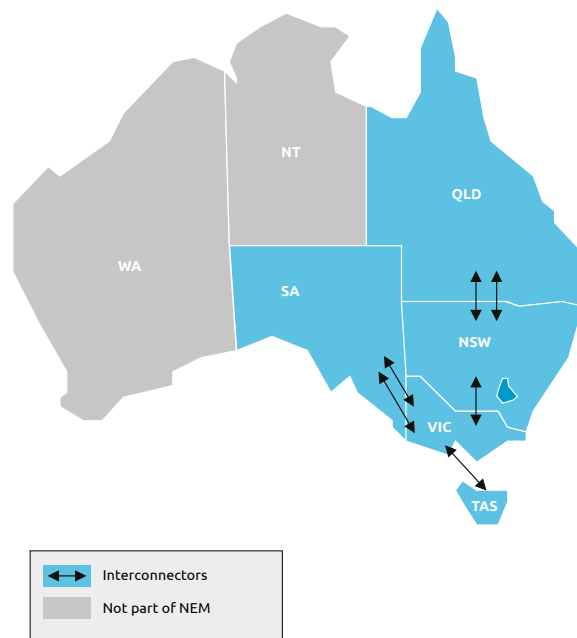 NT
QLD
WA
SA
NSW
VIC
TAS
Interconnectors
Not part of NEM